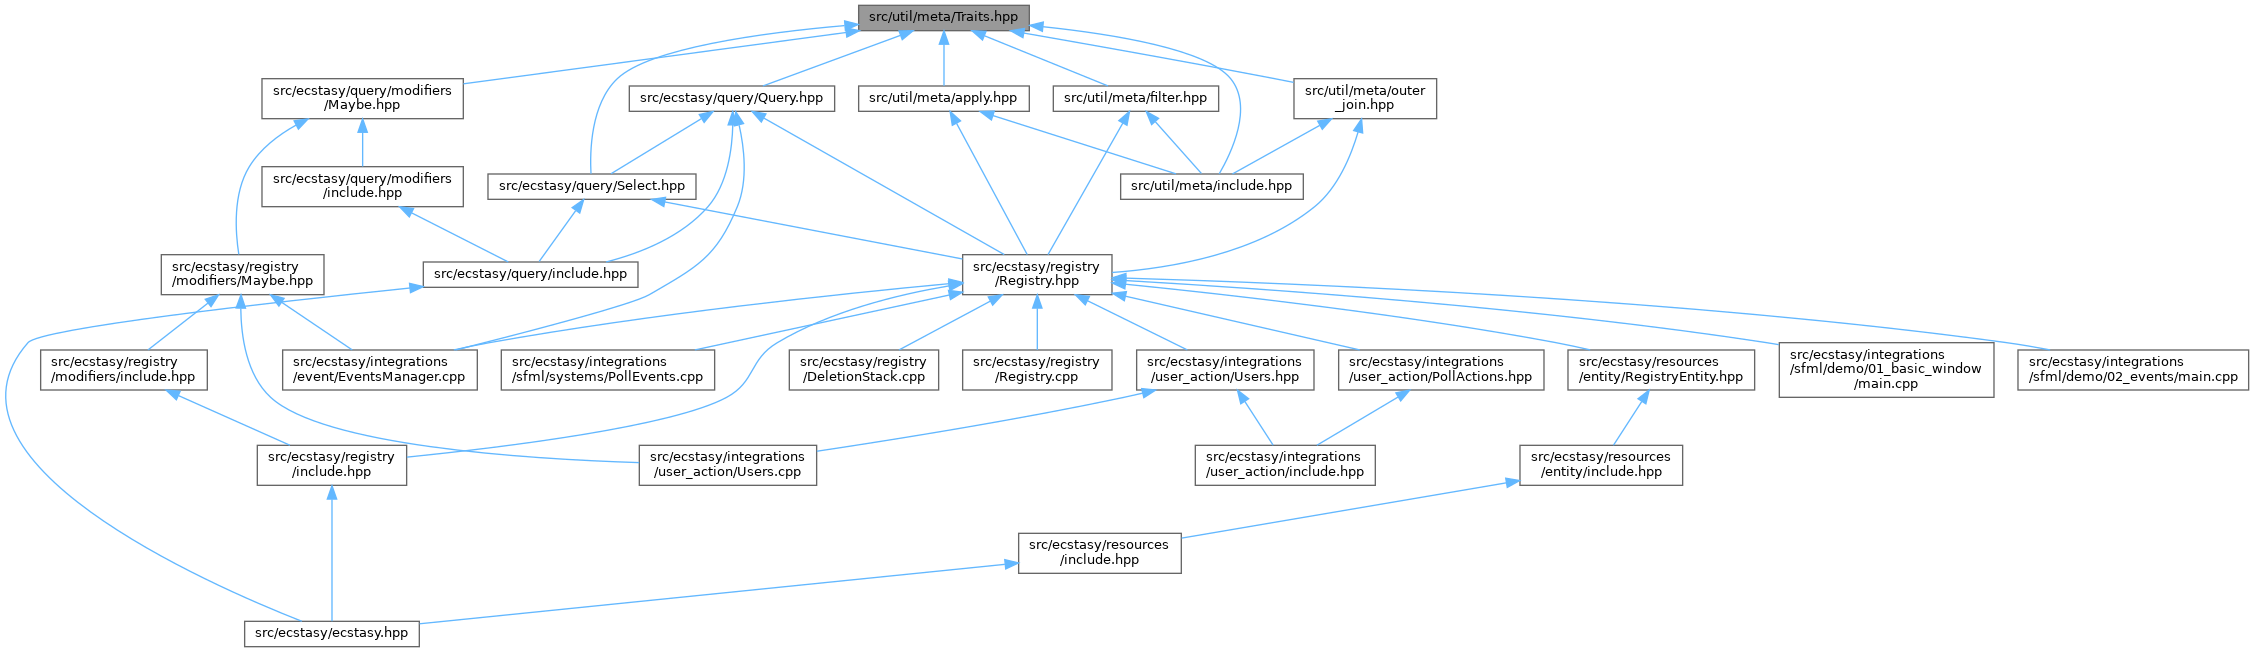 src/util/meta/Traits.hpp
src/ecstasy/query/modifiers
/Maybe.hpp
src/ecstasy/query/Query.hpp
src/util/meta/apply.hpp
src/util/meta/filter.hpp
src/util/meta/outer
_join.hpp
src/ecstasy/query/modifiers
/include.hpp
src/ecstasy/query/Select.hpp
src/util/meta/include.hpp
src/ecstasy/registry
/modifiers/Maybe.hpp
src/ecstasy/query/include.hpp
src/ecstasy/registry
/Registry.hpp
src/ecstasy/registry
/modifiers/include.hpp
src/ecstasy/integrations
/event/EventsManager.cpp
src/ecstasy/integrations
/sfml/systems/PollEvents.cpp
src/ecstasy/registry
/DeletionStack.cpp
src/ecstasy/registry
/Registry.cpp
src/ecstasy/integrations
/user_action/Users.hpp
src/ecstasy/integrations
/user_action/PollActions.hpp
src/ecstasy/resources
/entity/RegistryEntity.hpp
src/ecstasy/integrations
/sfml/demo/01_basic_window
/main.cpp
src/ecstasy/integrations
/sfml/demo/02_events/main.cpp
src/ecstasy/registry
/include.hpp
src/ecstasy/integrations
/user_action/Users.cpp
src/ecstasy/integrations
/user_action/include.hpp
src/ecstasy/resources
/entity/include.hpp
src/ecstasy/resources
/include.hpp
src/ecstasy/ecstasy.hpp